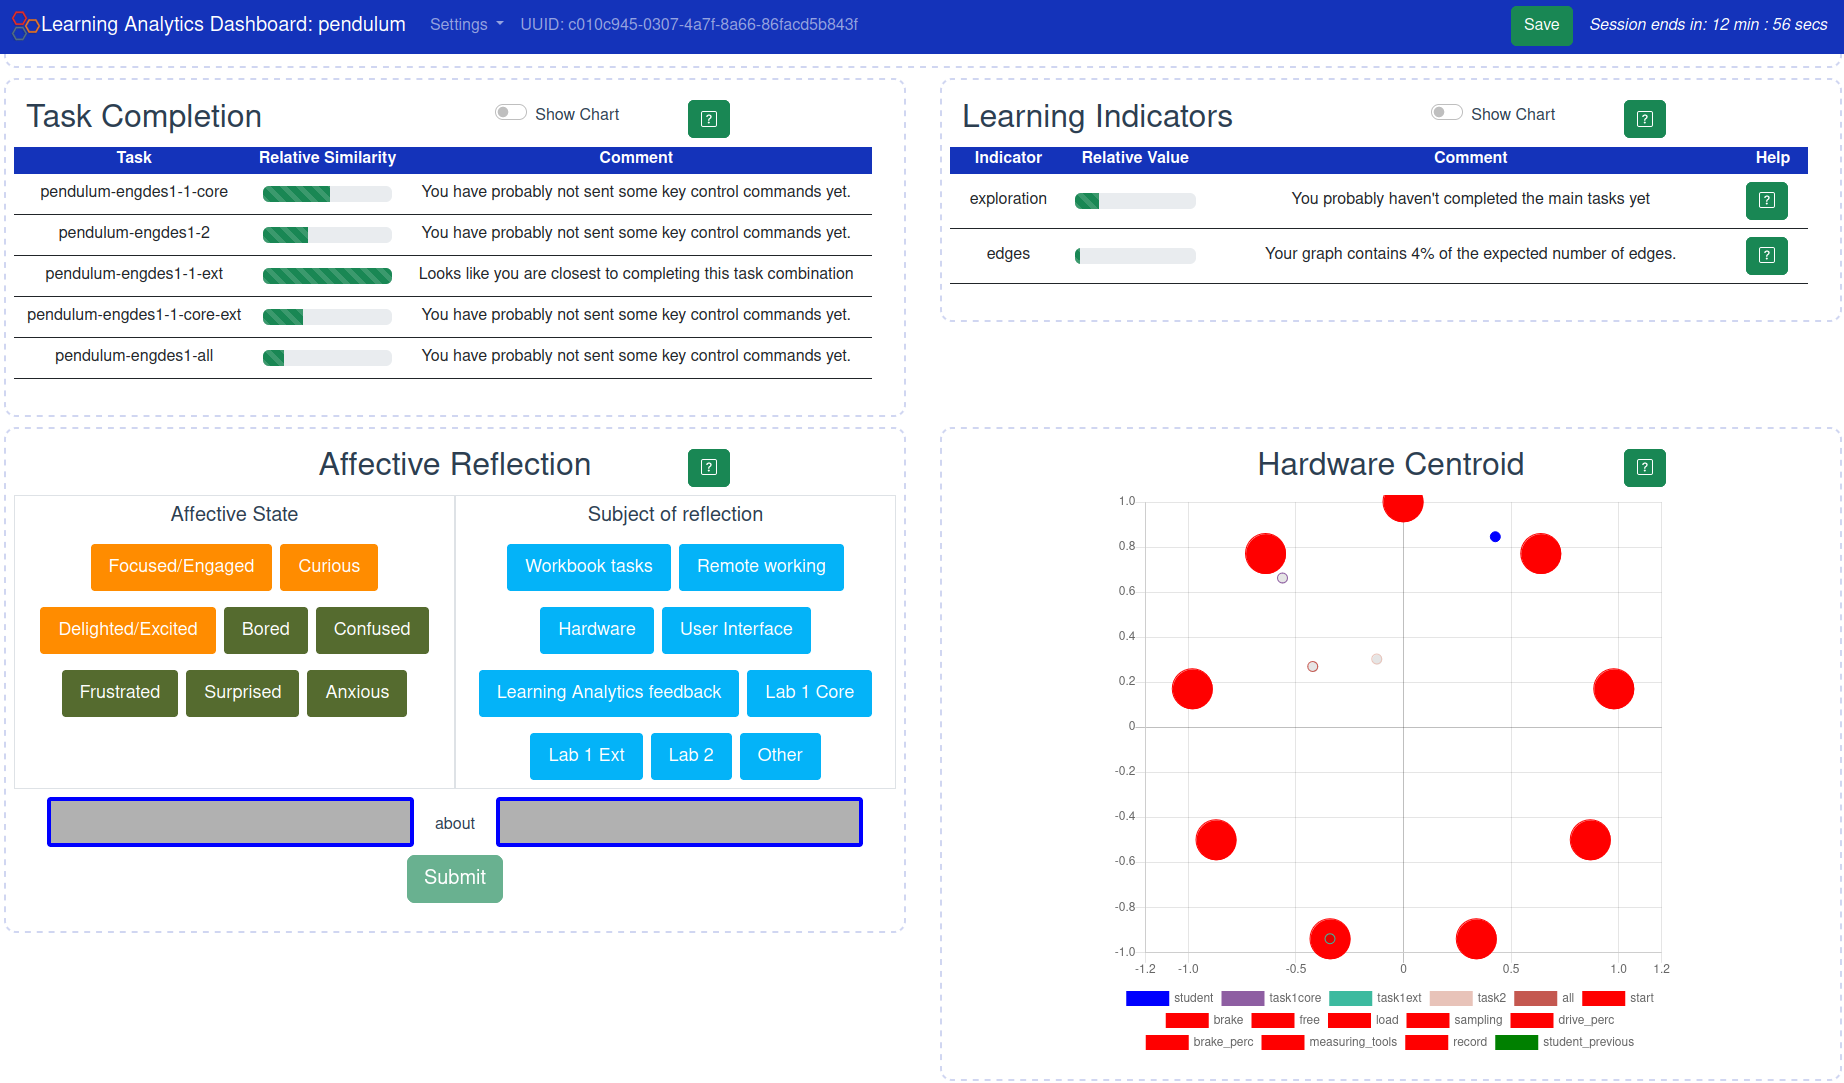 Learning Analytics Dashboard: pendulum Settings UUID: c010c945-0307-4a7f-8a66-86facd5b843f Save Session ends in: 12 min : 56 secs
Task Completion Show Chart ?
Task Relative Similarity Comment
pendulum-engdes1-1-core You have probably not sent some key control commands yet.
pendulum-engdes1-2 You have probably not sent some key control commands yet.
pendulum-engdes1-1-ext Looks like you are closest to completing this task combination
pendulum-engdes1-1-core-ext You have probably not sent some key control commands yet.
pendulum-engdes1-all You have probably not sent some key control commands yet.
Learning Indicators Show Chart ?
Indicator Relative Value Comment Help
exploration You probably haven't completed the main tasks yet ?
edges Your graph contains 4% of the expected number of edges. ?
Affective Reflection ?
Affective State
Focused/Engaged Curious
Delighted/Excited Bored Confused
Frustrated Surprised Anxious
Subject of reflection
Workbook tasks Remote working
Hardware User Interface
Learning Analytics feedback Lab 1 Core
Lab 1 Ext Lab 2 Other
about
Submit
Hardware Centroid ?
1.0
0.8
0.6
0.4
0.2
0
-0.2
-0.4
-0.6
-0.8
-1.0
-1.2 -1.0 -0.5 0 0.5 1.0 1.2
student task1core task1ext task2 all start
brake free load sampling drive_perc
brake_perc measuring_tools record student_previous